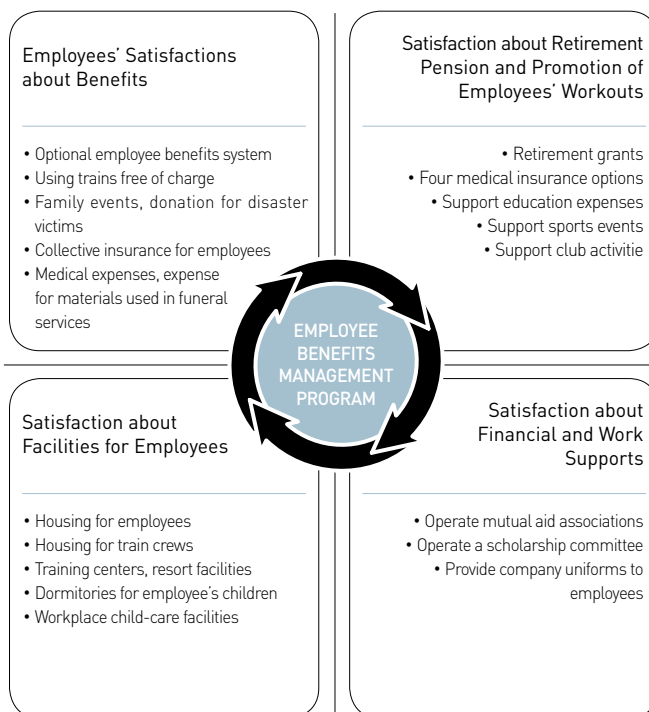 Employees' Satisfactions
about Benefits
• Optional employee benefits system
• Using trains free of charge
• Family events, donation for disaster
victims
• Collective insurance for employees
• Medical expenses, expense
for materials used in funeral
services
Satisfaction about Retirement
Pension and Promotion of
Employees' Workouts
• Retirement grants
• Four medical insurance options
• Support education expenses
• Support sports events
• Support club activitie
EMPLOYEE
BENEFITS
MANAGEMENT
PROGRAM
Satisfaction about
Facilities for Employees
• Housing for employees
• Housing for train crews
• Training centers, resort facilities
• Dormitories for employee's children
• Workplace child-care facilities
Satisfaction about
Financial and Work
Supports
• Operate mutual aid associations
• Operate a scholarship committee
• Provide company uniforms to
employees